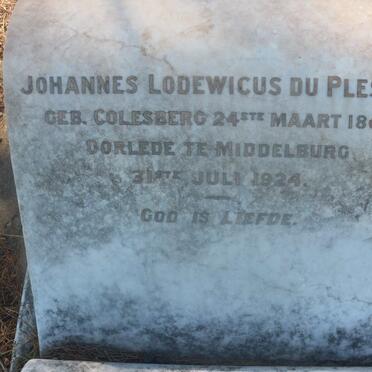 JOHANNES LODEWICUS DU PLES
GEB. COLESBERG 24STE MAART 18
OORLEDE TE MIDDELBURG
31STE JULI 1924.
GOD IS LIEFDE.